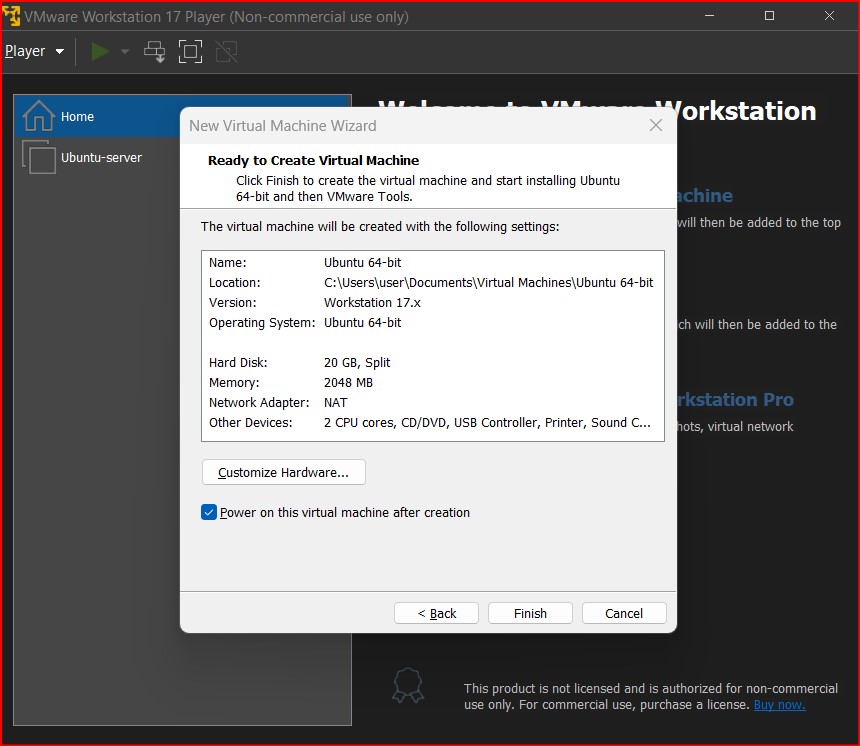 VMware Workstation 17 Player (Non-commercial use only)
Player
Home
Ubuntu-server
Welcome to VMware Workstation
New Virtual Machine Wizard
Ready to Create Virtual Machine
Click Finish to create the virtual machine and start installing Ubuntu
64-bit and then VMware Tools.
The virtual machine will be created with the following settings:
Name: Ubuntu 64-bit
Location: C:\Users\user\Documents\Virtual Machines\Ubuntu 64-bit
Version: Workstation 17.x
Operating System: Ubuntu 64-bit
Hard Disk: 20 GB, Split
Memory: 2048 MB
Network Adapter: NAT
Other Devices: 2 CPU cores, CD/DVD, USB Controller, Printer, Sound C...
Customize Hardware...
Power on this virtual machine after creation
< Back
Finish
Cancel
achine
will then be added to the top
ch will then be added to the
rkstation Pro
hots, virtual network
This product is not licensed and is authorized for non-commercial
use only. For commercial use, purchase a license. Buy now.